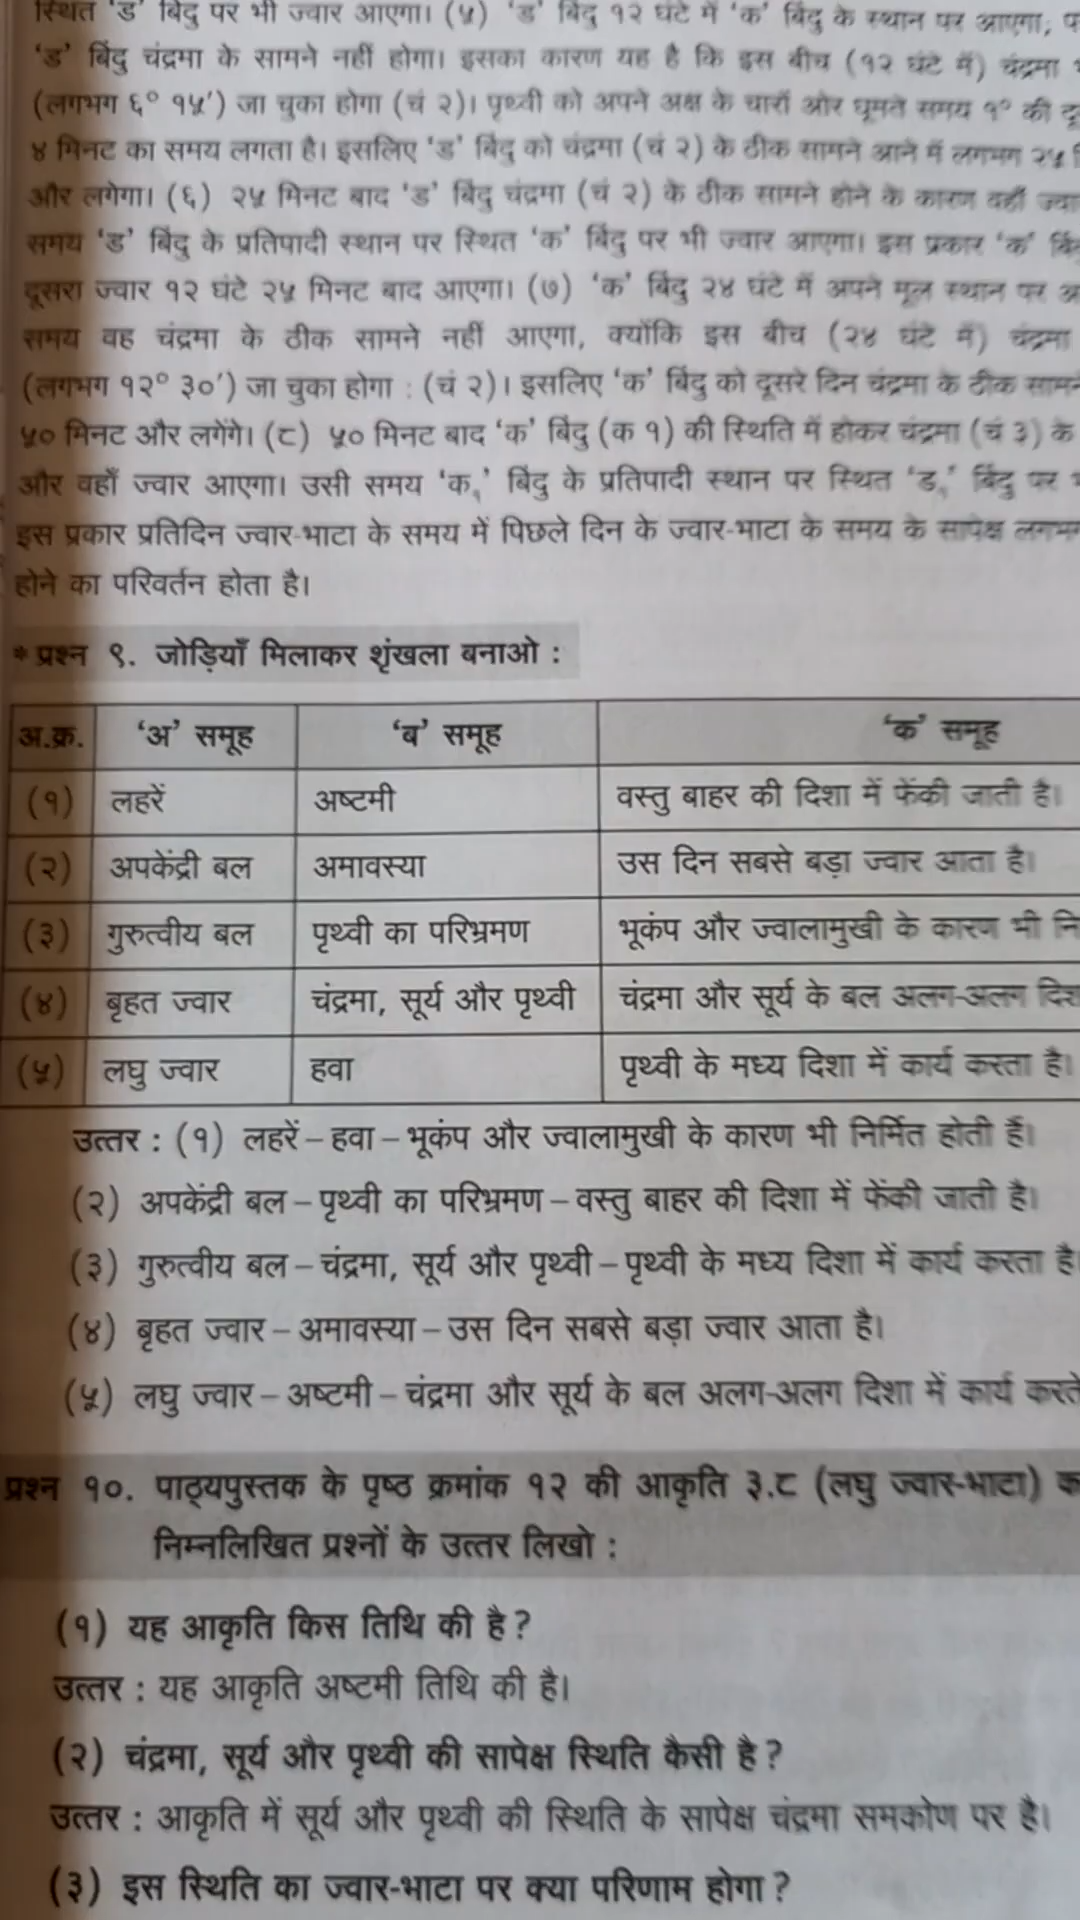 स्थित 'ड' बिंदु पर भी ज्वार आएगा। (५) 'ड' बिंदु १२ घंटे में 'क' बिंदु के स्थान पर आएगा;
'ड' बिंदु चंद्रमा के सामने नहीं होगा। इसका कारण यह है कि इस बीच (१२ घंटे में) चंद्रमा
(लगभग ६° १५′) जा चुका होगा (चं २)। पृथ्वी को अपने अक्ष के चारों ओर घूमते समय १° की
४ मिनट का समय लगता है। इसलिए 'ड' बिंदु को चंद्रमा (चं २) के ठीक सामने आने में लगभग २५
और लगेगा। (६) २५ मिनट बाद 'ड' बिंदु चंद्रमा (चं २) के ठीक सामने होने के कारण वहाँ
समय 'ड' बिंदु के प्रतिपादी स्थान पर स्थित 'क' बिंदु पर भी ज्वार आएगा। इस प्रकार 'क'
दूसरा ज्वार १२ घंटे २५ मिनट बाद आएगा। (७) 'क' बिंदु २४ घंटे में अपने मूल स्थान पर
समय वह चंद्रमा के ठीक सामने नहीं आएगा, क्योंकि इस बीच (२४ घंटे में) चंद्रमा
(लगभग १२° ३०′) जा चुका होगा : (चं २)। इसलिए 'क' बिंदु को दूसरे दिन चंद्रमा के ठीक
५० मिनट और लगेंगे। (८) ५० मिनट बाद 'क' बिंदु (क १) की स्थिति में होकर चंद्रमा (चं ३) के
और वहाँ ज्वार आएगा। उसी समय 'क₁' बिंदु के प्रतिपादी स्थान पर स्थित 'ड₁' बिंदु पर
इस प्रकार प्रतिदिन ज्वार-भाटा के समय में पिछले दिन के ज्वार-भाटा के समय के सापेक्ष
होने का परिवर्तन होता है।
* प्रश्न ९. जोड़ियाँ मिलाकर शृंखला बनाओ :
अ.क्र. 'अ' समूह 'ब' समूह 'क' समूह
(१) लहरें अष्टमी वस्तु बाहर की दिशा में फेंकी जाती है।
(२) अपकेंद्री बल अमावस्या उस दिन सबसे बड़ा ज्वार आता है।
(३) गुरुत्वीय बल पृथ्वी का परिभ्रमण भूकंप और ज्वालामुखी के कारण भी
(४) बृहत ज्वार चंद्रमा, सूर्य और पृथ्वी चंद्रमा और सूर्य के बल अलग-अलग
(५) लघु ज्वार हवा पृथ्वी के मध्य दिशा में कार्य करता है।
उत्तर : (१) लहरें – हवा – भूकंप और ज्वालामुखी के कारण भी निर्मित होती हैं।
(२) अपकेंद्री बल – पृथ्वी का परिभ्रमण – वस्तु बाहर की दिशा में फेंकी जाती है।
(३) गुरुत्वीय बल – चंद्रमा, सूर्य और पृथ्वी – पृथ्वी के मध्य दिशा में कार्य करता है
(४) बृहत ज्वार – अमावस्या – उस दिन सबसे बड़ा ज्वार आता है।
(५) लघु ज्वार – अष्टमी – चंद्रमा और सूर्य के बल अलग-अलग दिशा में कार्य करते
प्रश्न १०. पाठ्यपुस्तक के पृष्ठ क्रमांक १२ की आकृति ३.८ (लघु ज्वार-भाटा)
निम्नलिखित प्रश्नों के उत्तर लिखो :
(१) यह आकृति किस तिथि की है ?
उत्तर : यह आकृति अष्टमी तिथि की है।
(२) चंद्रमा, सूर्य और पृथ्वी की सापेक्ष स्थिति कैसी है ?
उत्तर : आकृति में सूर्य और पृथ्वी की स्थिति के सापेक्ष चंद्रमा समकोण पर है।
(३) इस स्थिति का ज्वार-भाटा पर क्या परिणाम होगा ?